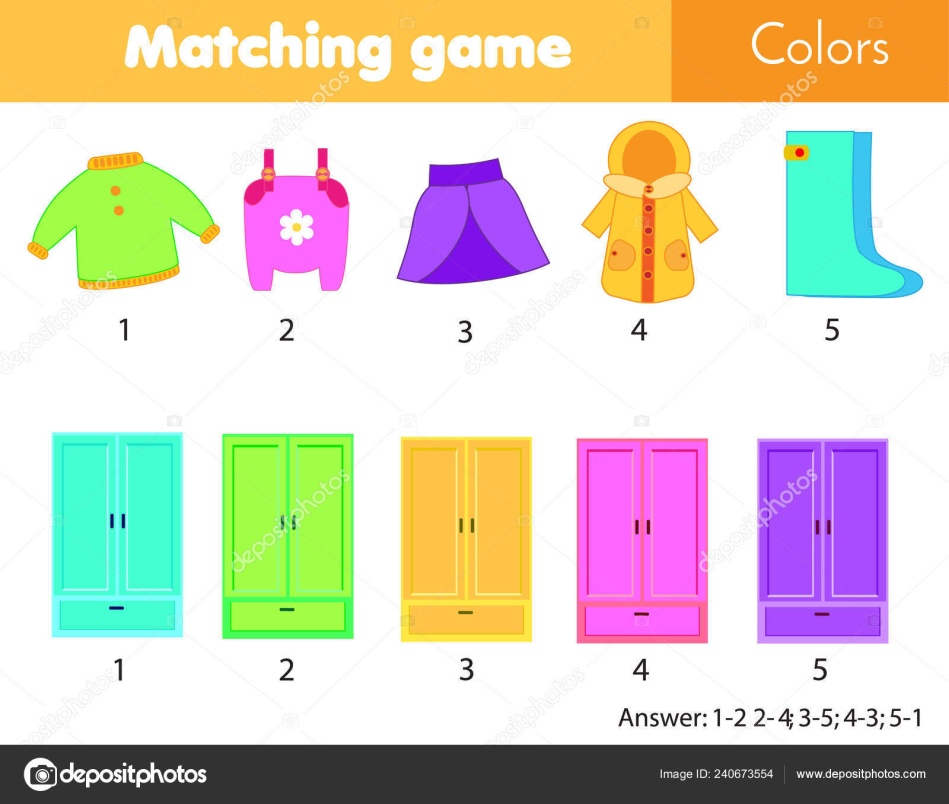 Matching game
Colors
1 2 3 4 5
1 2 3 4 5
Answer: 1-2 2- 4; 3-5; 4-3; 5-1
depositphotos
Image ID: 240673554 www.depositphotos.com